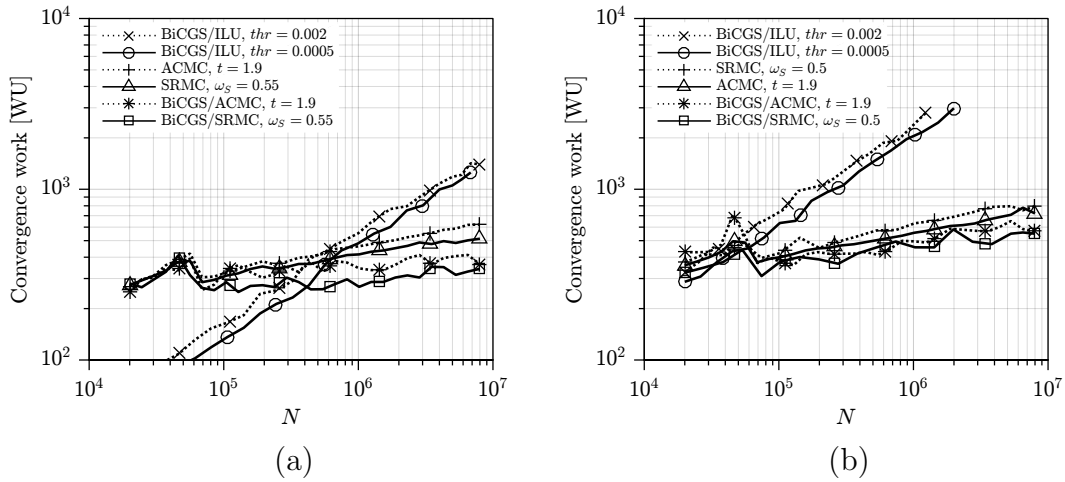 10^4
10^3
10^2
Convergence work [WU]
BiCGS/ILU, thr = 0.002
BiCGS/ILU, thr = 0.0005
ACMC, t = 1.9
SRMC, ω_S = 0.55
BiCGS/ACMC, t = 1.9
BiCGS/SRMC, ω_S = 0.55
10^4 10^5 10^6 10^7
N
(a)
10^4
10^3
10^2
Convergence work [WU]
BiCGS/ILU, thr = 0.002
BiCGS/ILU, thr = 0.0005
SRMC, ω_S = 0.5
ACMC, t = 1.9
BiCGS/ACMC, t = 1.9
BiCGS/SRMC, ω_S = 0.5
10^4 10^5 10^6 10^7
N
(b)